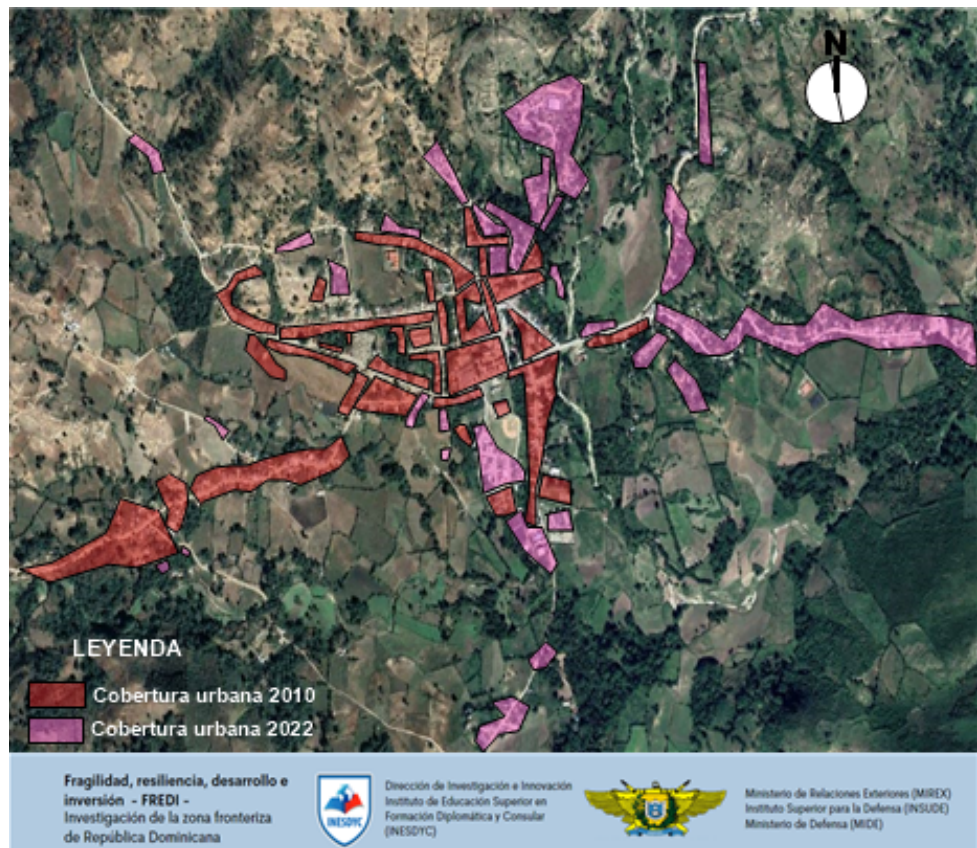 N
LEYENDA
Cobertura urbana 2010
Cobertura urbana 2022
Fragilidad, resiliencia, desarrollo e
inversión - FREDI -
Investigación de la zona fronteriza
de República Dominicana
INESDYC
Dirección de Investigación e Innovación
Instituto de Educación Superior en
Formación Diplomática y Consular
(INESDYC)
Ministerio de Relaciones Exteriores (MIREX)
Instituto Superior para la Defensa (INSUDE)
Ministerio de Defensa (MIDE)